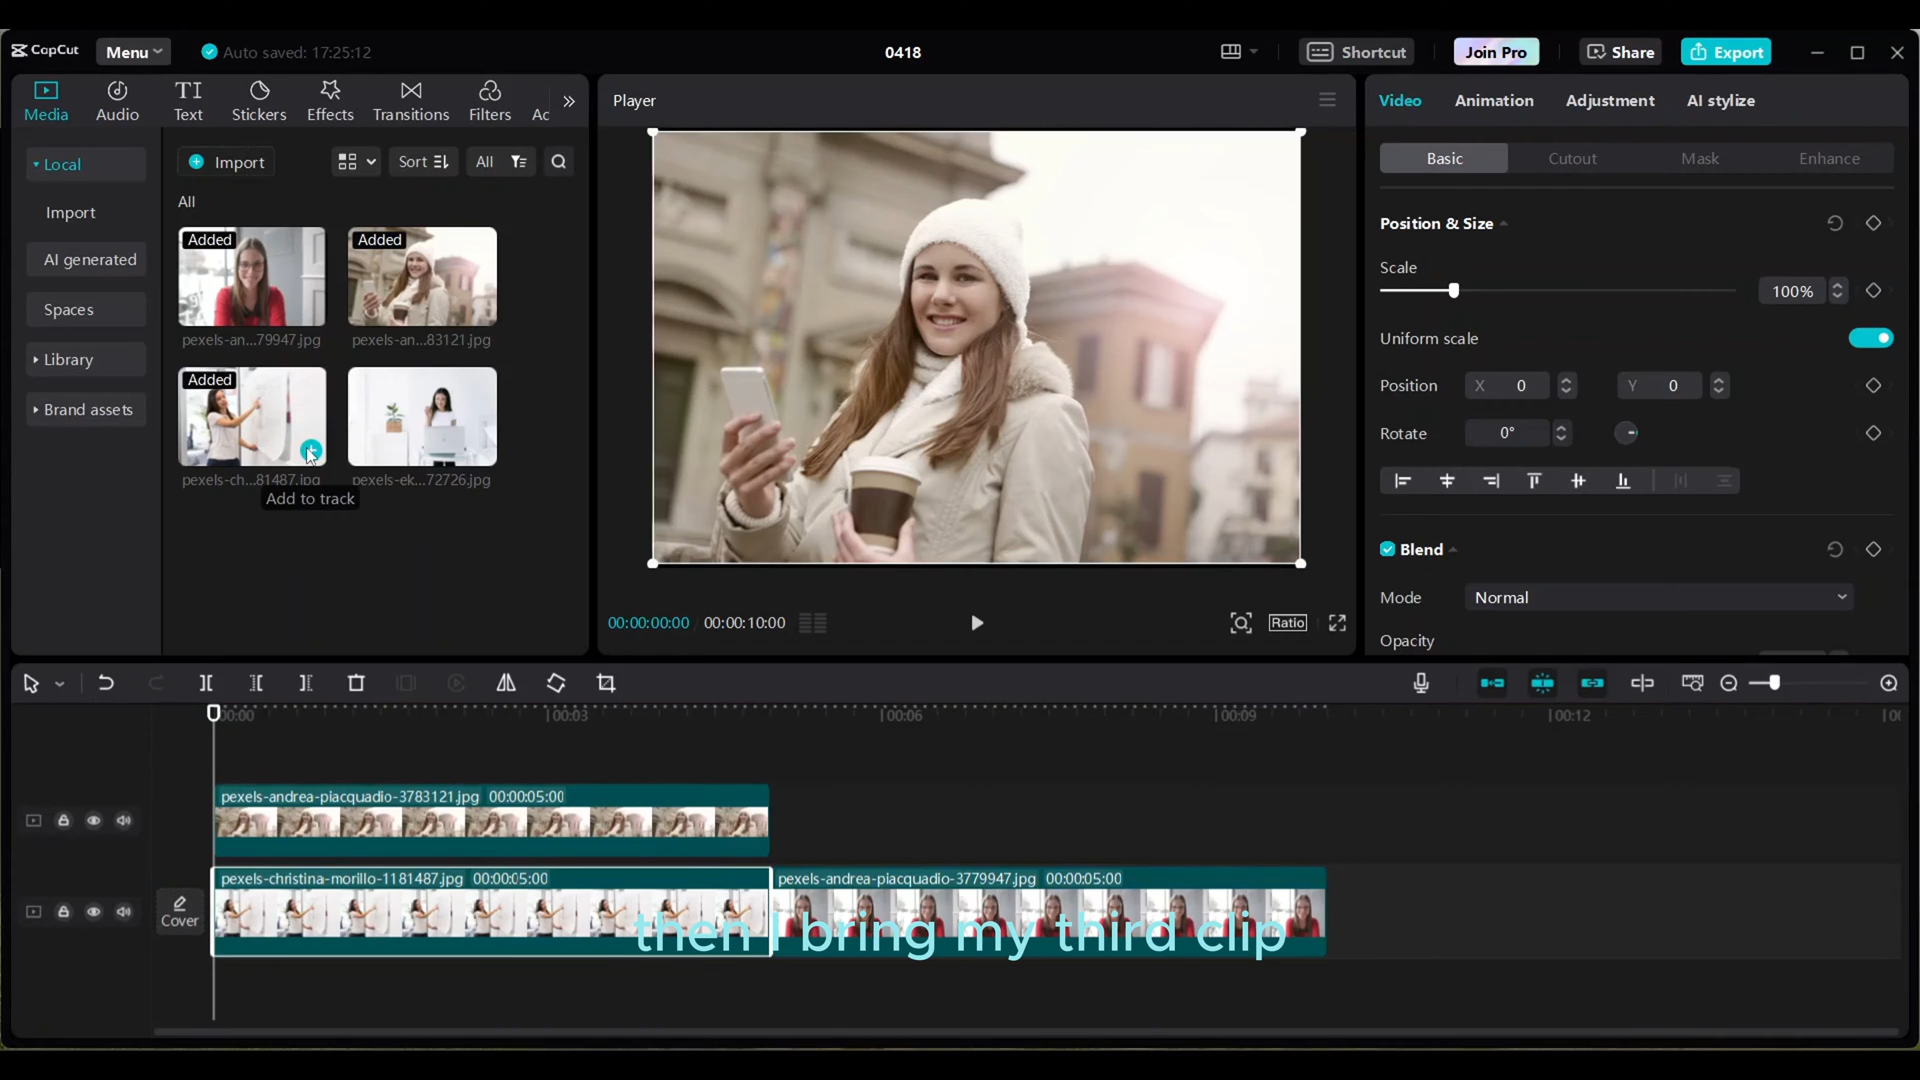 CapCut
Menu
Auto saved: 17:25:12
0418
Shortcut
Join Pro
Share
Export
Media
Audio
Text
Stickers
Effects
Transitions
Filters
Ac
Player
Video
Animation
Adjustment
AI stylize
Local
Import
AI generated
Spaces
Library
Brand assets
Import
Sort
All
All
Added
pexels-an...79947.jpg
Added
pexels-an...83121.jpg
Added
pexels-ch...81487.jpg
pexels-ek...72726.jpg
Add to track
00:00:00:00
00:00:10:00
Ratio
Basic
Cutout
Mask
Enhance
Position & Size
Scale
100%
Uniform scale
Position
X 0
Y 0
Rotate
0°
Blend
Mode
Normal
Opacity
00:00
00:03
00:06
00:09
00:12
pexels-andrea-piacquadio-3783121.jpg 00:00:05:00
Cover
pexels-christina-morillo-1181487.jpg 00:00:05:00
pexels-andrea-piacquadio-3779947.jpg 00:00:05:00
then I bring my third clip